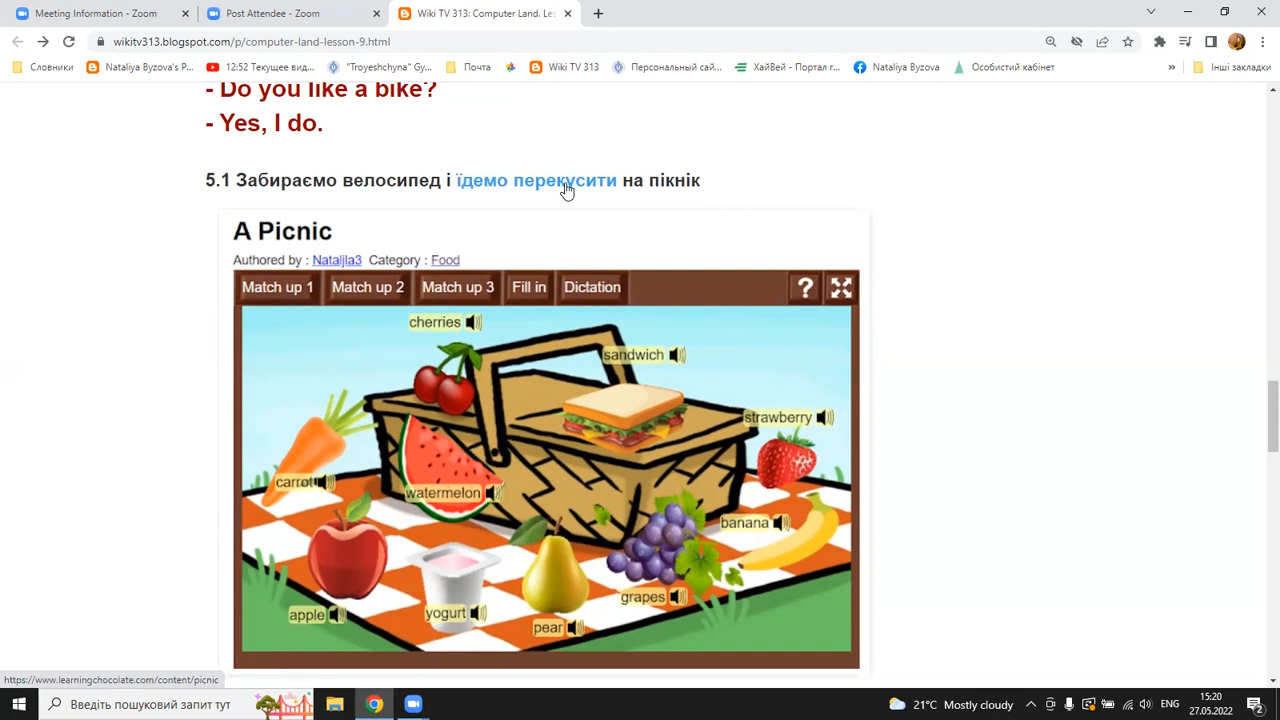 Meeting Information - Zoom
Post Attendee - Zoom
Wiki TV 313: Computer Land. Les
wikitv313.blogspot.com/p/computer-land-lesson-9.html
Словники
Nataliya Byzova's P...
12:52 Текущее вид...
"Troyeshchyna" Gy...
Почта
Wiki TV 313
Персональный сай...
ХайВей - Портал г...
Nataliya Byzova
Особистий кабінет
»
Інші закладки
- Do you like a bike?
- Yes, I do.
5.1 Забираємо велосипед і їдемо перекусити на пікнік
A Picnic
Authored by : Nataljla3 Category : Food
Match up 1
Match up 2
Match up 3
Fill in
Dictation
?
cherries
sandwich
strawberry
carrot
watermelon
banana
grapes
apple
yogurt
pear
https://www.learningchocolate.com/content/picnic
Введіть пошуковий запит тут
21°C Mostly cloudy
ENG
15:20
27.05.2022
2